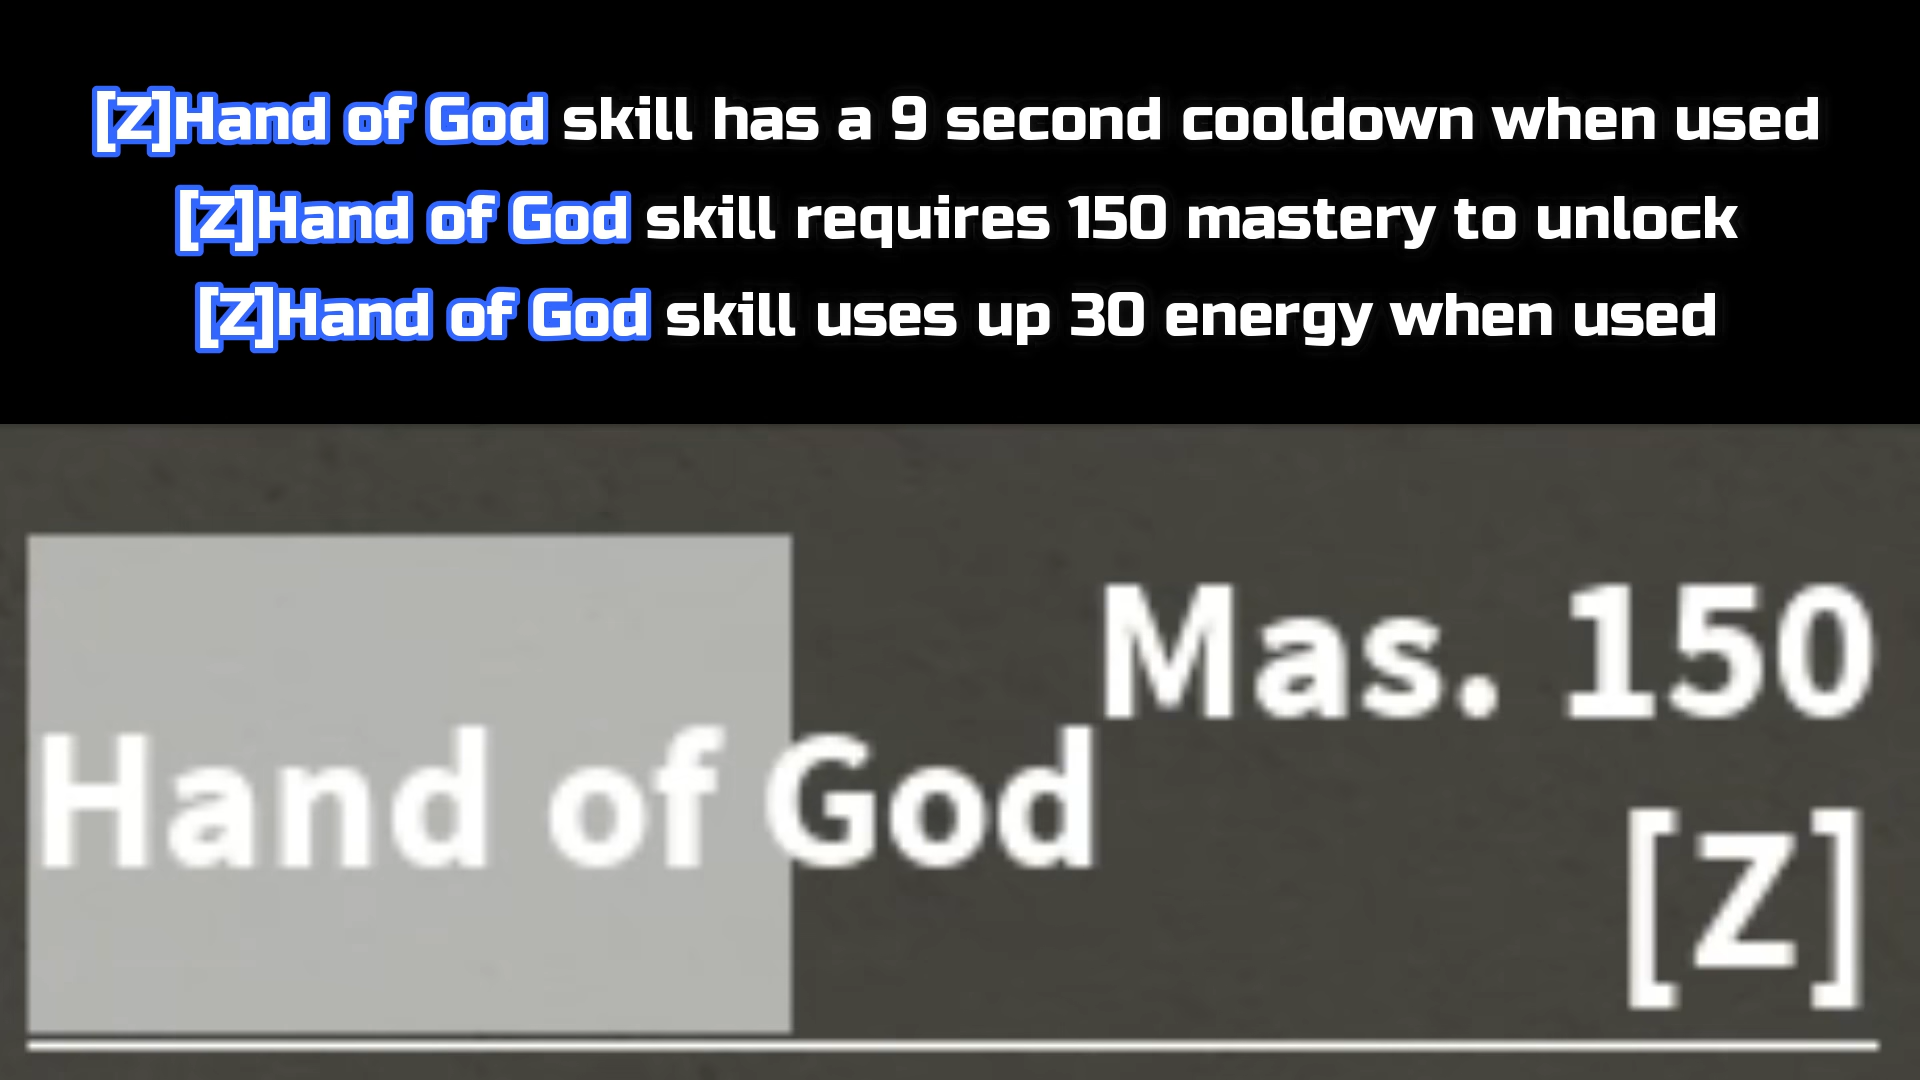 [Z]Hand of God skill has a 9 second cooldown when used
[Z]Hand of God skill requires 150 mastery to unlock
[Z]Hand of God skill uses up 30 energy when used
Mas. 150
Hand of God
[Z]